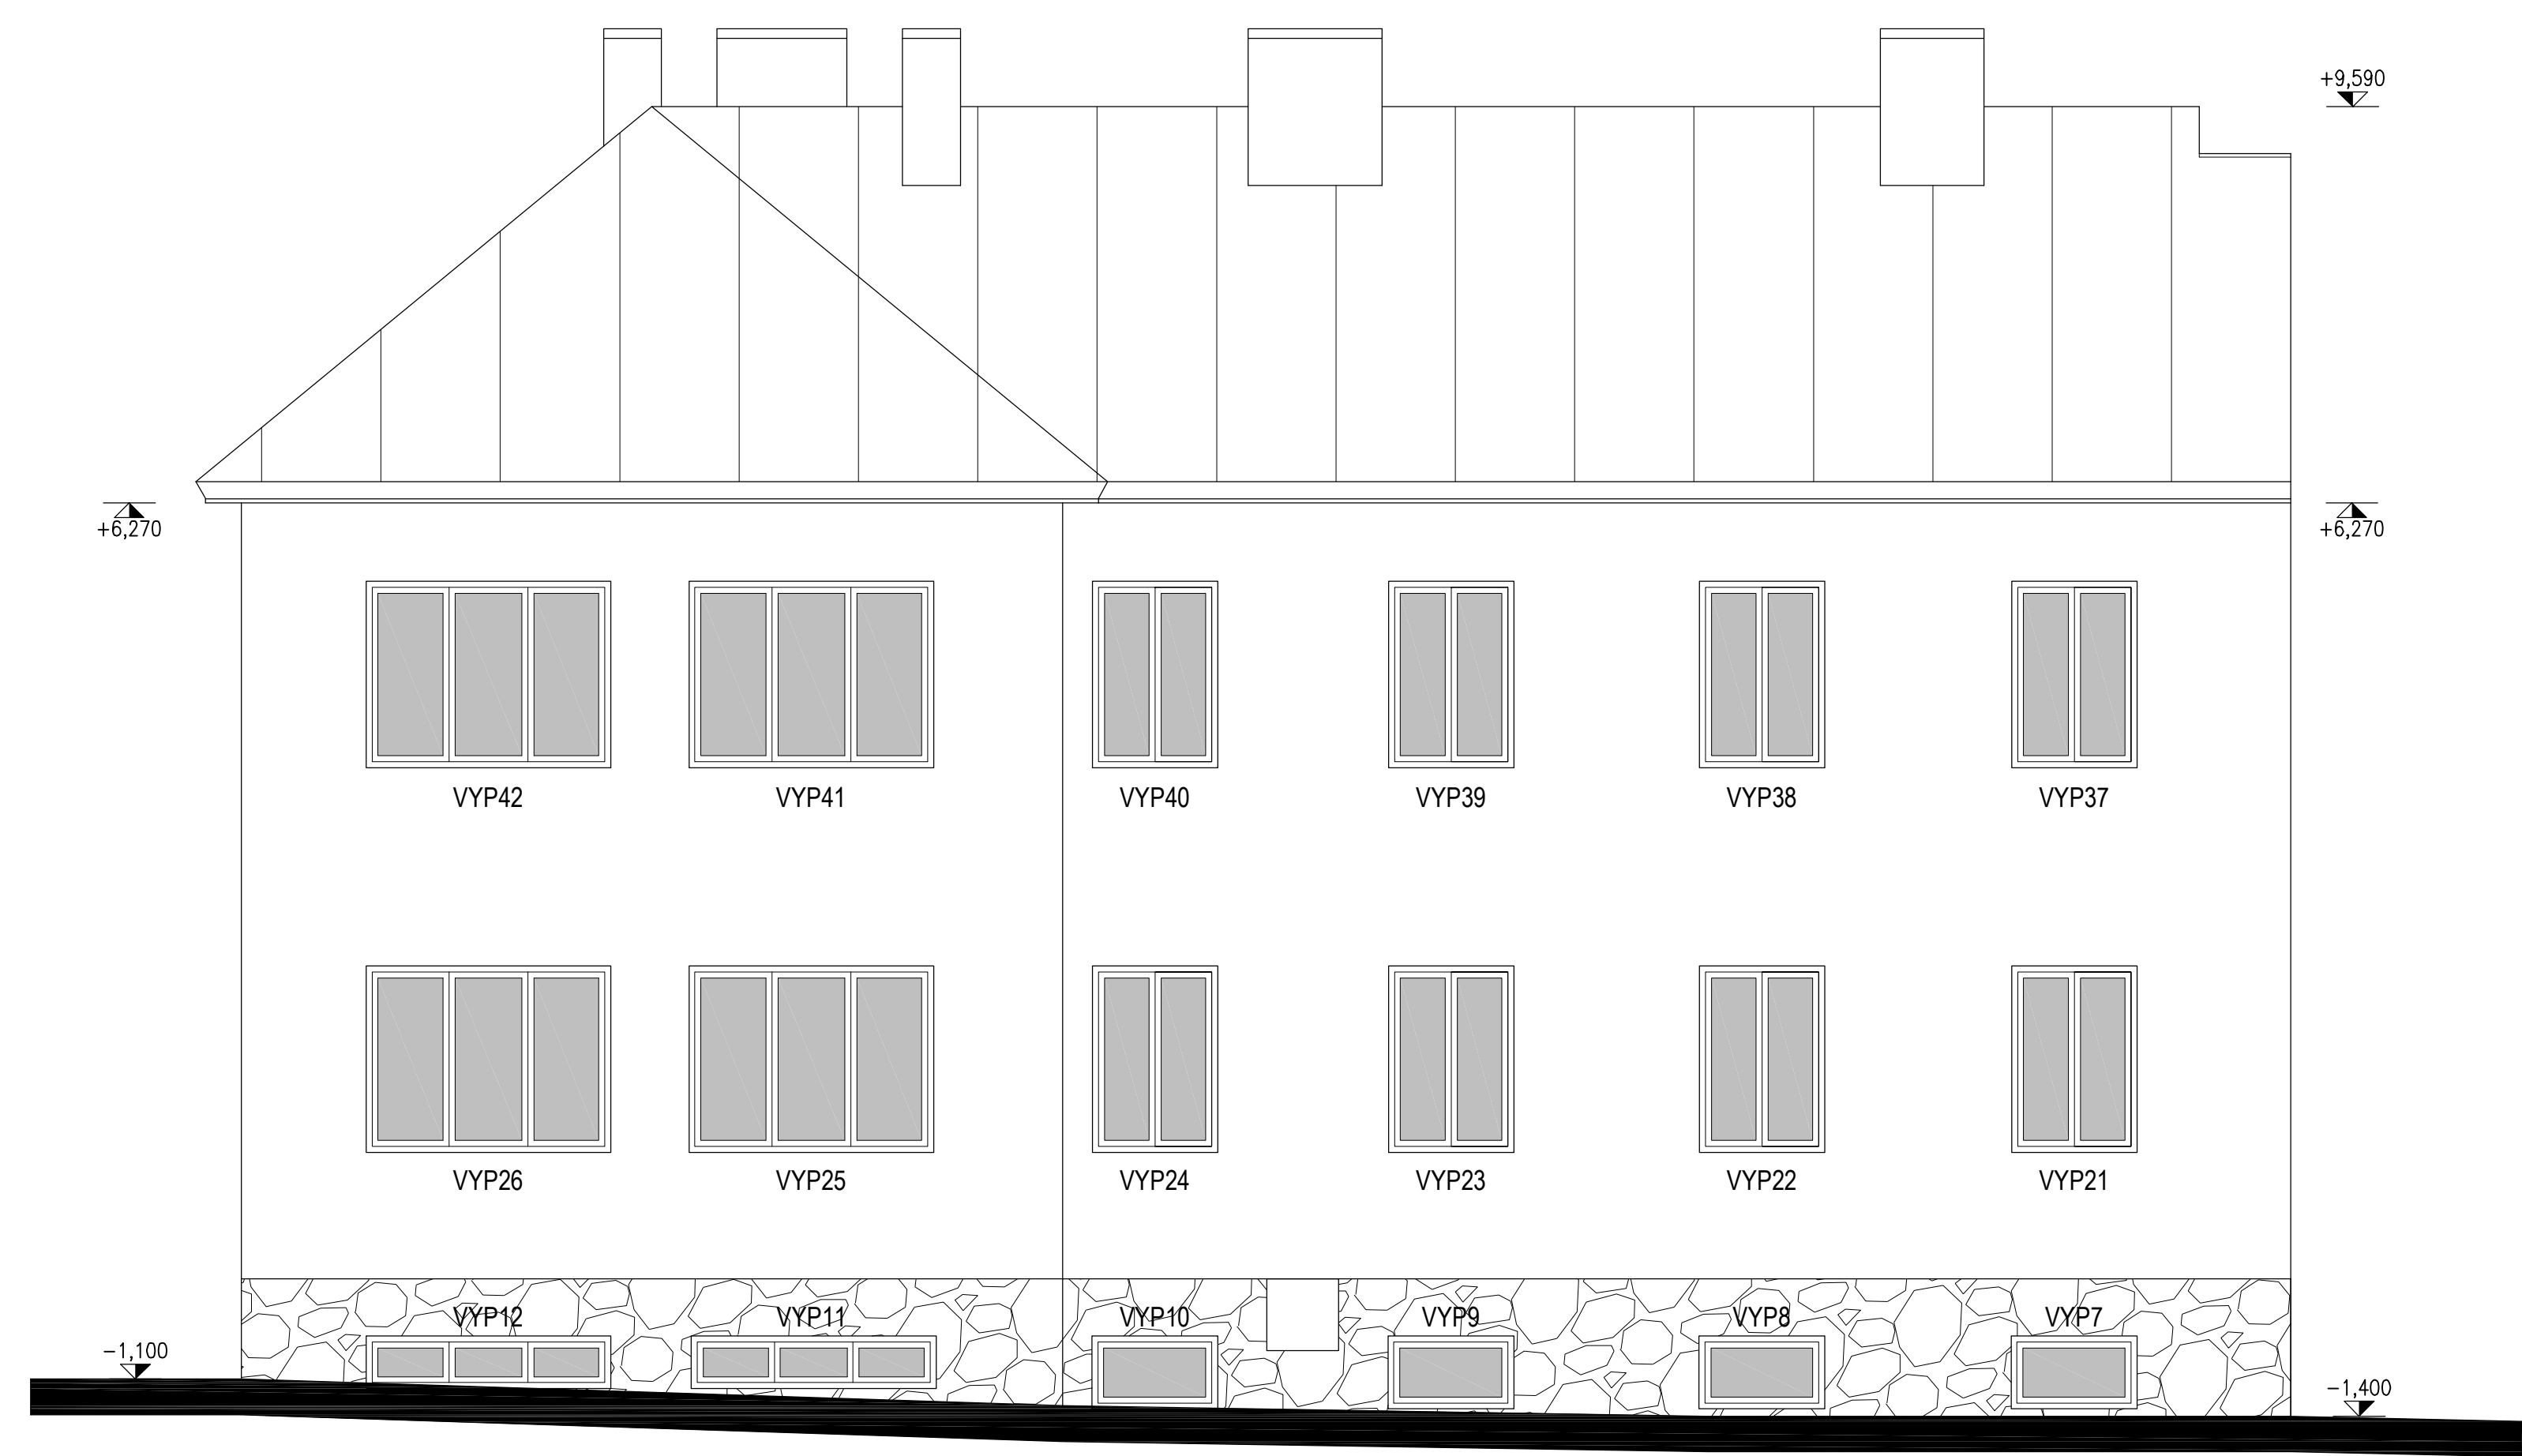 +9,590
+6,270
+6,270
VYP42 VYP41 VYP40 VYP39 VYP38 VYP37
VYP26 VYP25 VYP24 VYP23 VYP22 VYP21
VYP12 VYP11 VYP10 VYP9 VYP8 VYP7
−1,100
−1,400